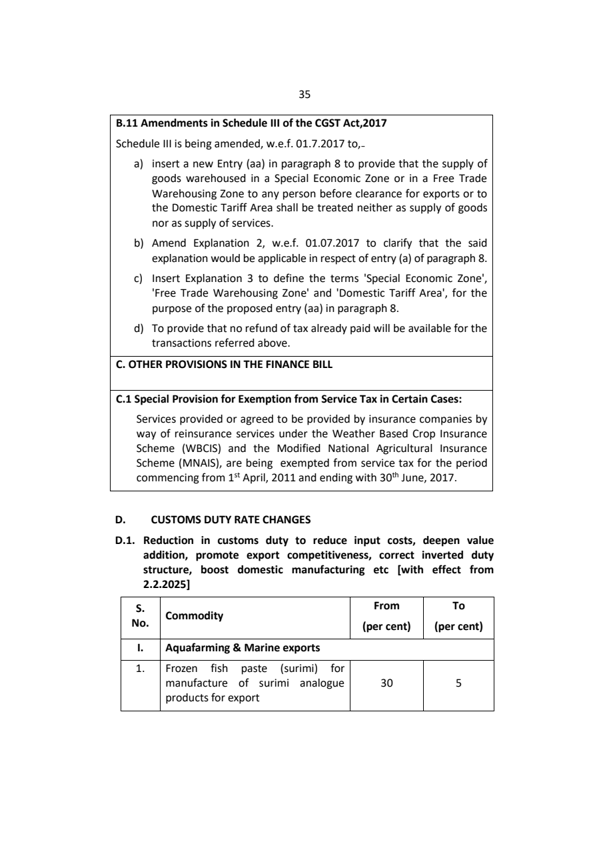 35
B.11 Amendments in Schedule III of the CGST Act,2017
Schedule III is being amended, w.e.f. 01.7.2017 to,-
a) insert a new Entry (aa) in paragraph 8 to provide that the supply of
goods warehoused in a Special Economic Zone or in a Free Trade
Warehousing Zone to any person before clearance for exports or to
the Domestic Tariff Area shall be treated neither as supply of goods
nor as supply of services.
b) Amend Explanation 2, w.e.f. 01.07.2017 to clarify that the said
explanation would be applicable in respect of entry (a) of paragraph 8.
c) Insert Explanation 3 to define the terms 'Special Economic Zone',
'Free Trade Warehousing Zone' and 'Domestic Tariff Area', for the
purpose of the proposed entry (aa) in paragraph 8.
d) To provide that no refund of tax already paid will be available for the
transactions referred above.
C. OTHER PROVISIONS IN THE FINANCE BILL
C.1 Special Provision for Exemption from Service Tax in Certain Cases:
Services provided or agreed to be provided by insurance companies by
way of reinsurance services under the Weather Based Crop Insurance
Scheme (WBCIS) and the Modified National Agricultural Insurance
Scheme (MNAIS), are being exempted from service tax for the period
commencing from 1st April, 2011 and ending with 30th June, 2017.
D. CUSTOMS DUTY RATE CHANGES
D.1. Reduction in customs duty to reduce input costs, deepen value
addition, promote export competitiveness, correct inverted duty
structure, boost domestic manufacturing etc [with effect from
2.2.2025]
S. No. Commodity From (per cent) To (per cent)
I. Aquafarming & Marine exports
1. Frozen fish paste (surimi) for
manufacture of surimi analogue 30 5
products for export